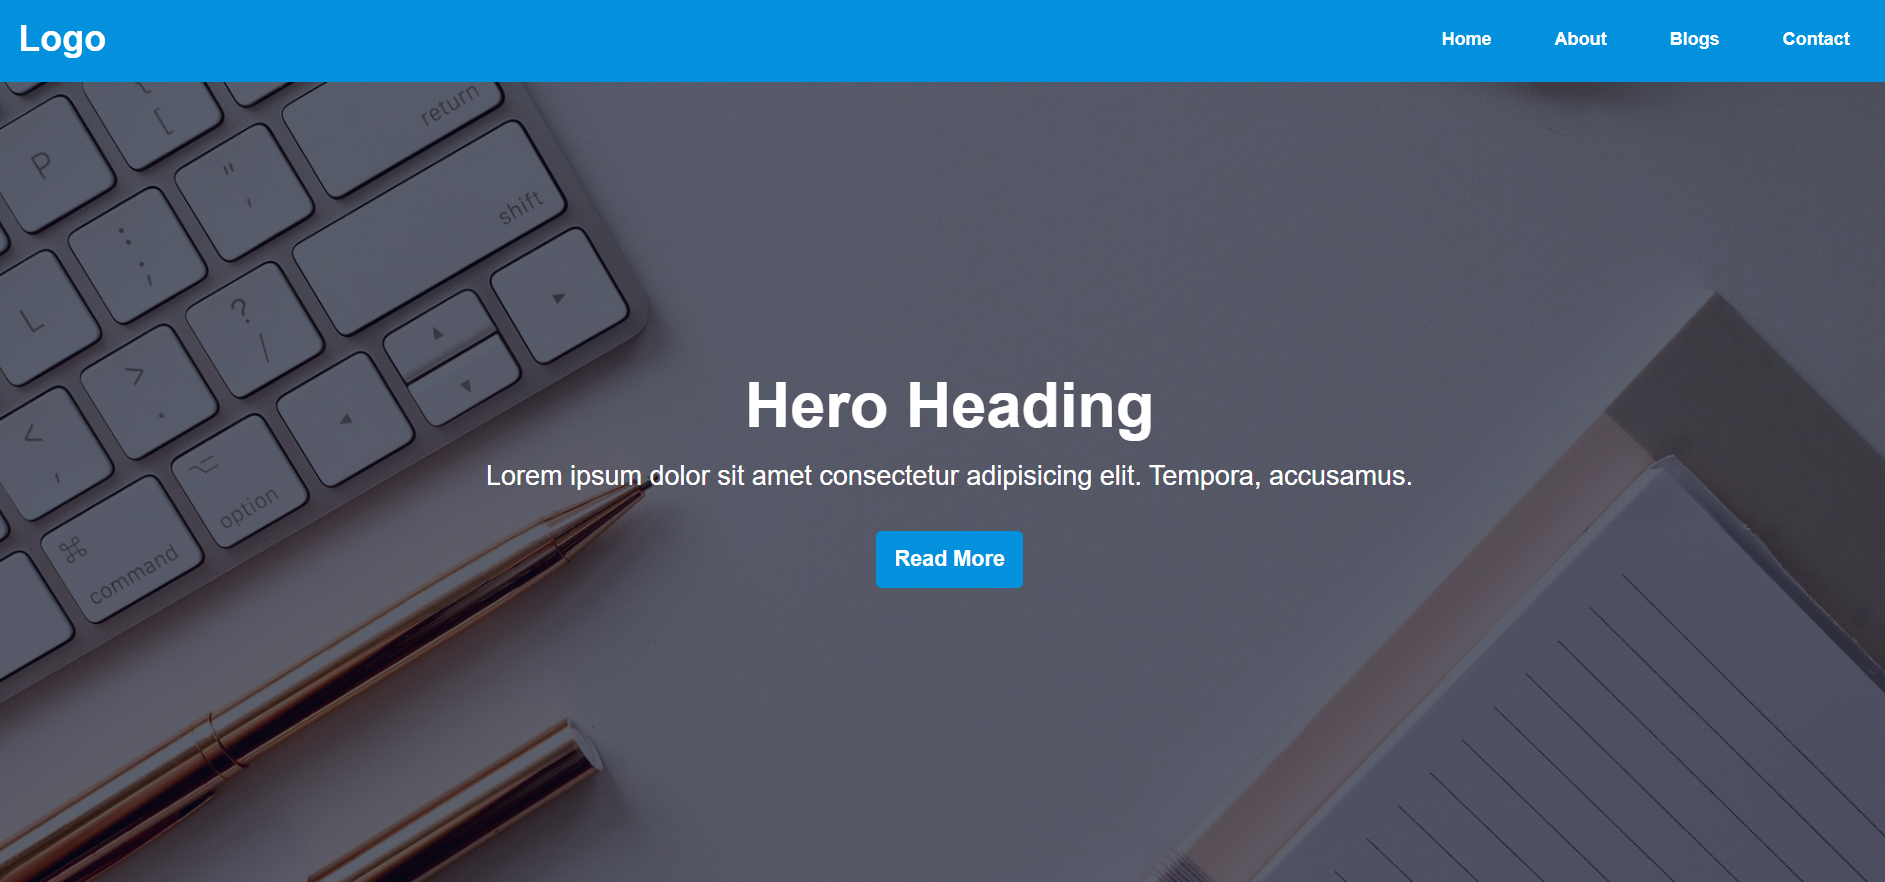 Logo
Home About Blogs Contact
return
{
[
P
"
'
shift
:
;
L
?
/
>
.
<
,
option
command
Hero Heading
Lorem ipsum dolor sit amet consectetur adipisicing elit. Tempora, accusamus.
Read More